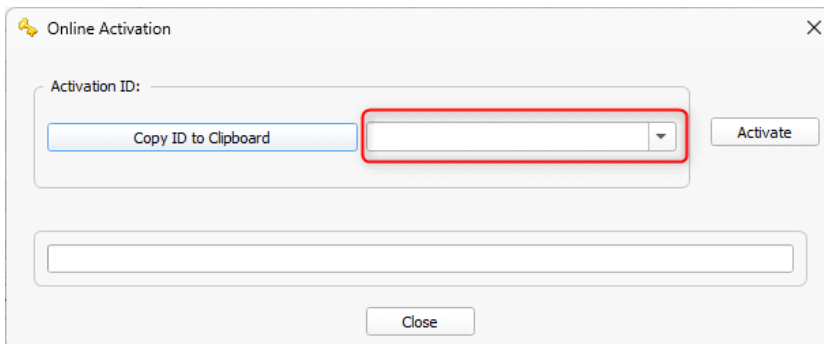 Online Activation
Activation ID:
Copy ID to Clipboard
Activate
Close